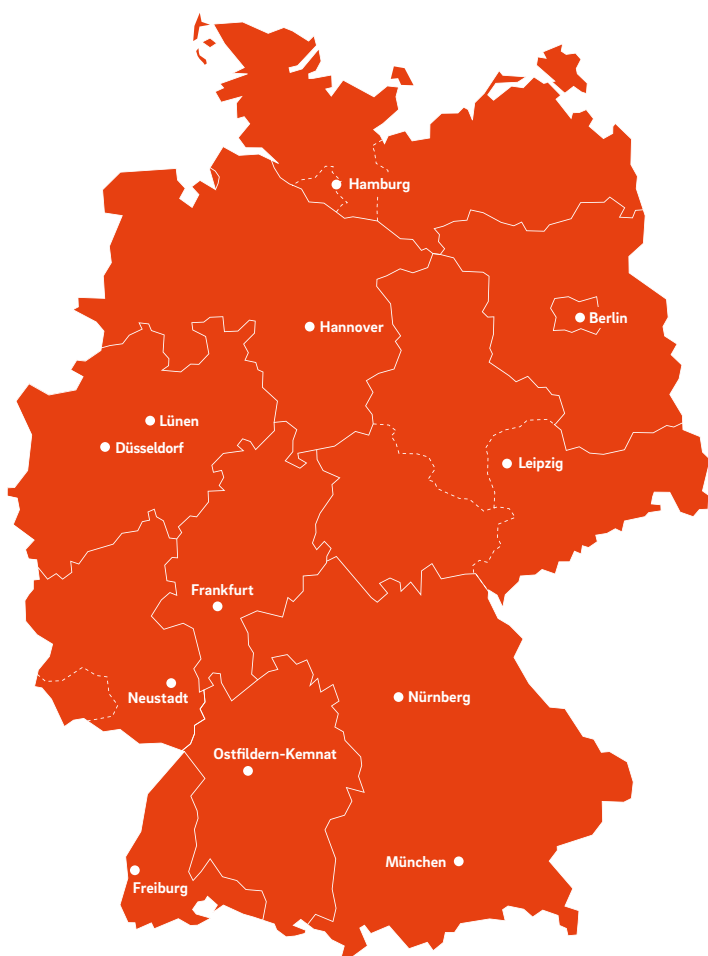 Hamburg
Berlin
Hannover
Lünen
Düsseldorf
Leipzig
Frankfurt
Neustadt
Nürnberg
Ostfildern-Kemnat
München
Freiburg